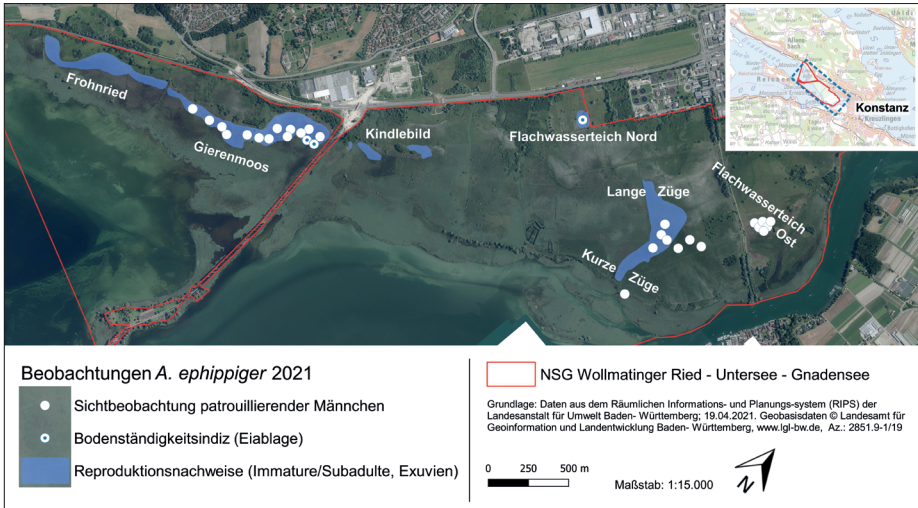 Frohnried
Gierenmoos
Kindlebild
Flachwasserteich Nord
Lange Züge
Kurze Züge
Flachwasserteich Ost
Konstanz
Kreuzlingen
Beobachtungen A. ephippiger 2021
Sichtbeobachtung patrouillierender Männchen
Bodenständigkeitsindiz (Eiablage)
Reproduktionsnachweise (Immature/Subadulte, Exuvien)
NSG Wollmatinger Ried - Untersee - Gnadensee
Grundlage: Daten aus dem Räumlichen Informations- und Planungs-system (RIPS) der
Landesanstalt für Umwelt Baden- Württemberg; 19.04.2021. Geobasisdaten © Landesamt für
Geoinformation und Landentwicklung Baden- Württemberg, www.lgl-bw.de, Az.: 2851.9-1/19
0 250 500 m
Maßstab: 1:15.000
N